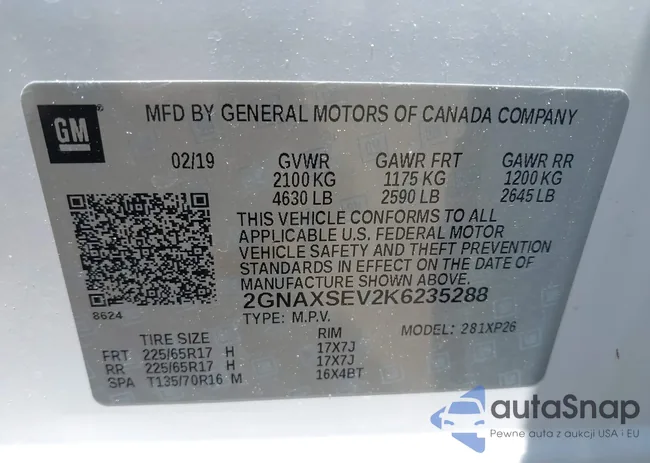 GM
MFD BY GENERAL MOTORS OF CANADA COMPANY
02/19 GVWR GAWR FRT GAWR RR
2100 KG 1175 KG 1200 KG
4630 LB 2590 LB 2645 LB
THIS VEHICLE CONFORMS TO ALL
APPLICABLE U.S. FEDERAL MOTOR
VEHICLE SAFETY AND THEFT PREVENTION
STANDARDS IN EFFECT ON THE DATE OF
MANUFACTURE SHOWN ABOVE.
2GNAXSEV2K6235288
8624
TYPE: M.P.V. MODEL: 281XP26
TIRE SIZE RIM
FRT 225/65R17 H 17X7J
RR 225/65R17 H 17X7J
SPA T135/70R16 M 16X4BT
autaSnap
Pewne auta z aukcji USA i EU